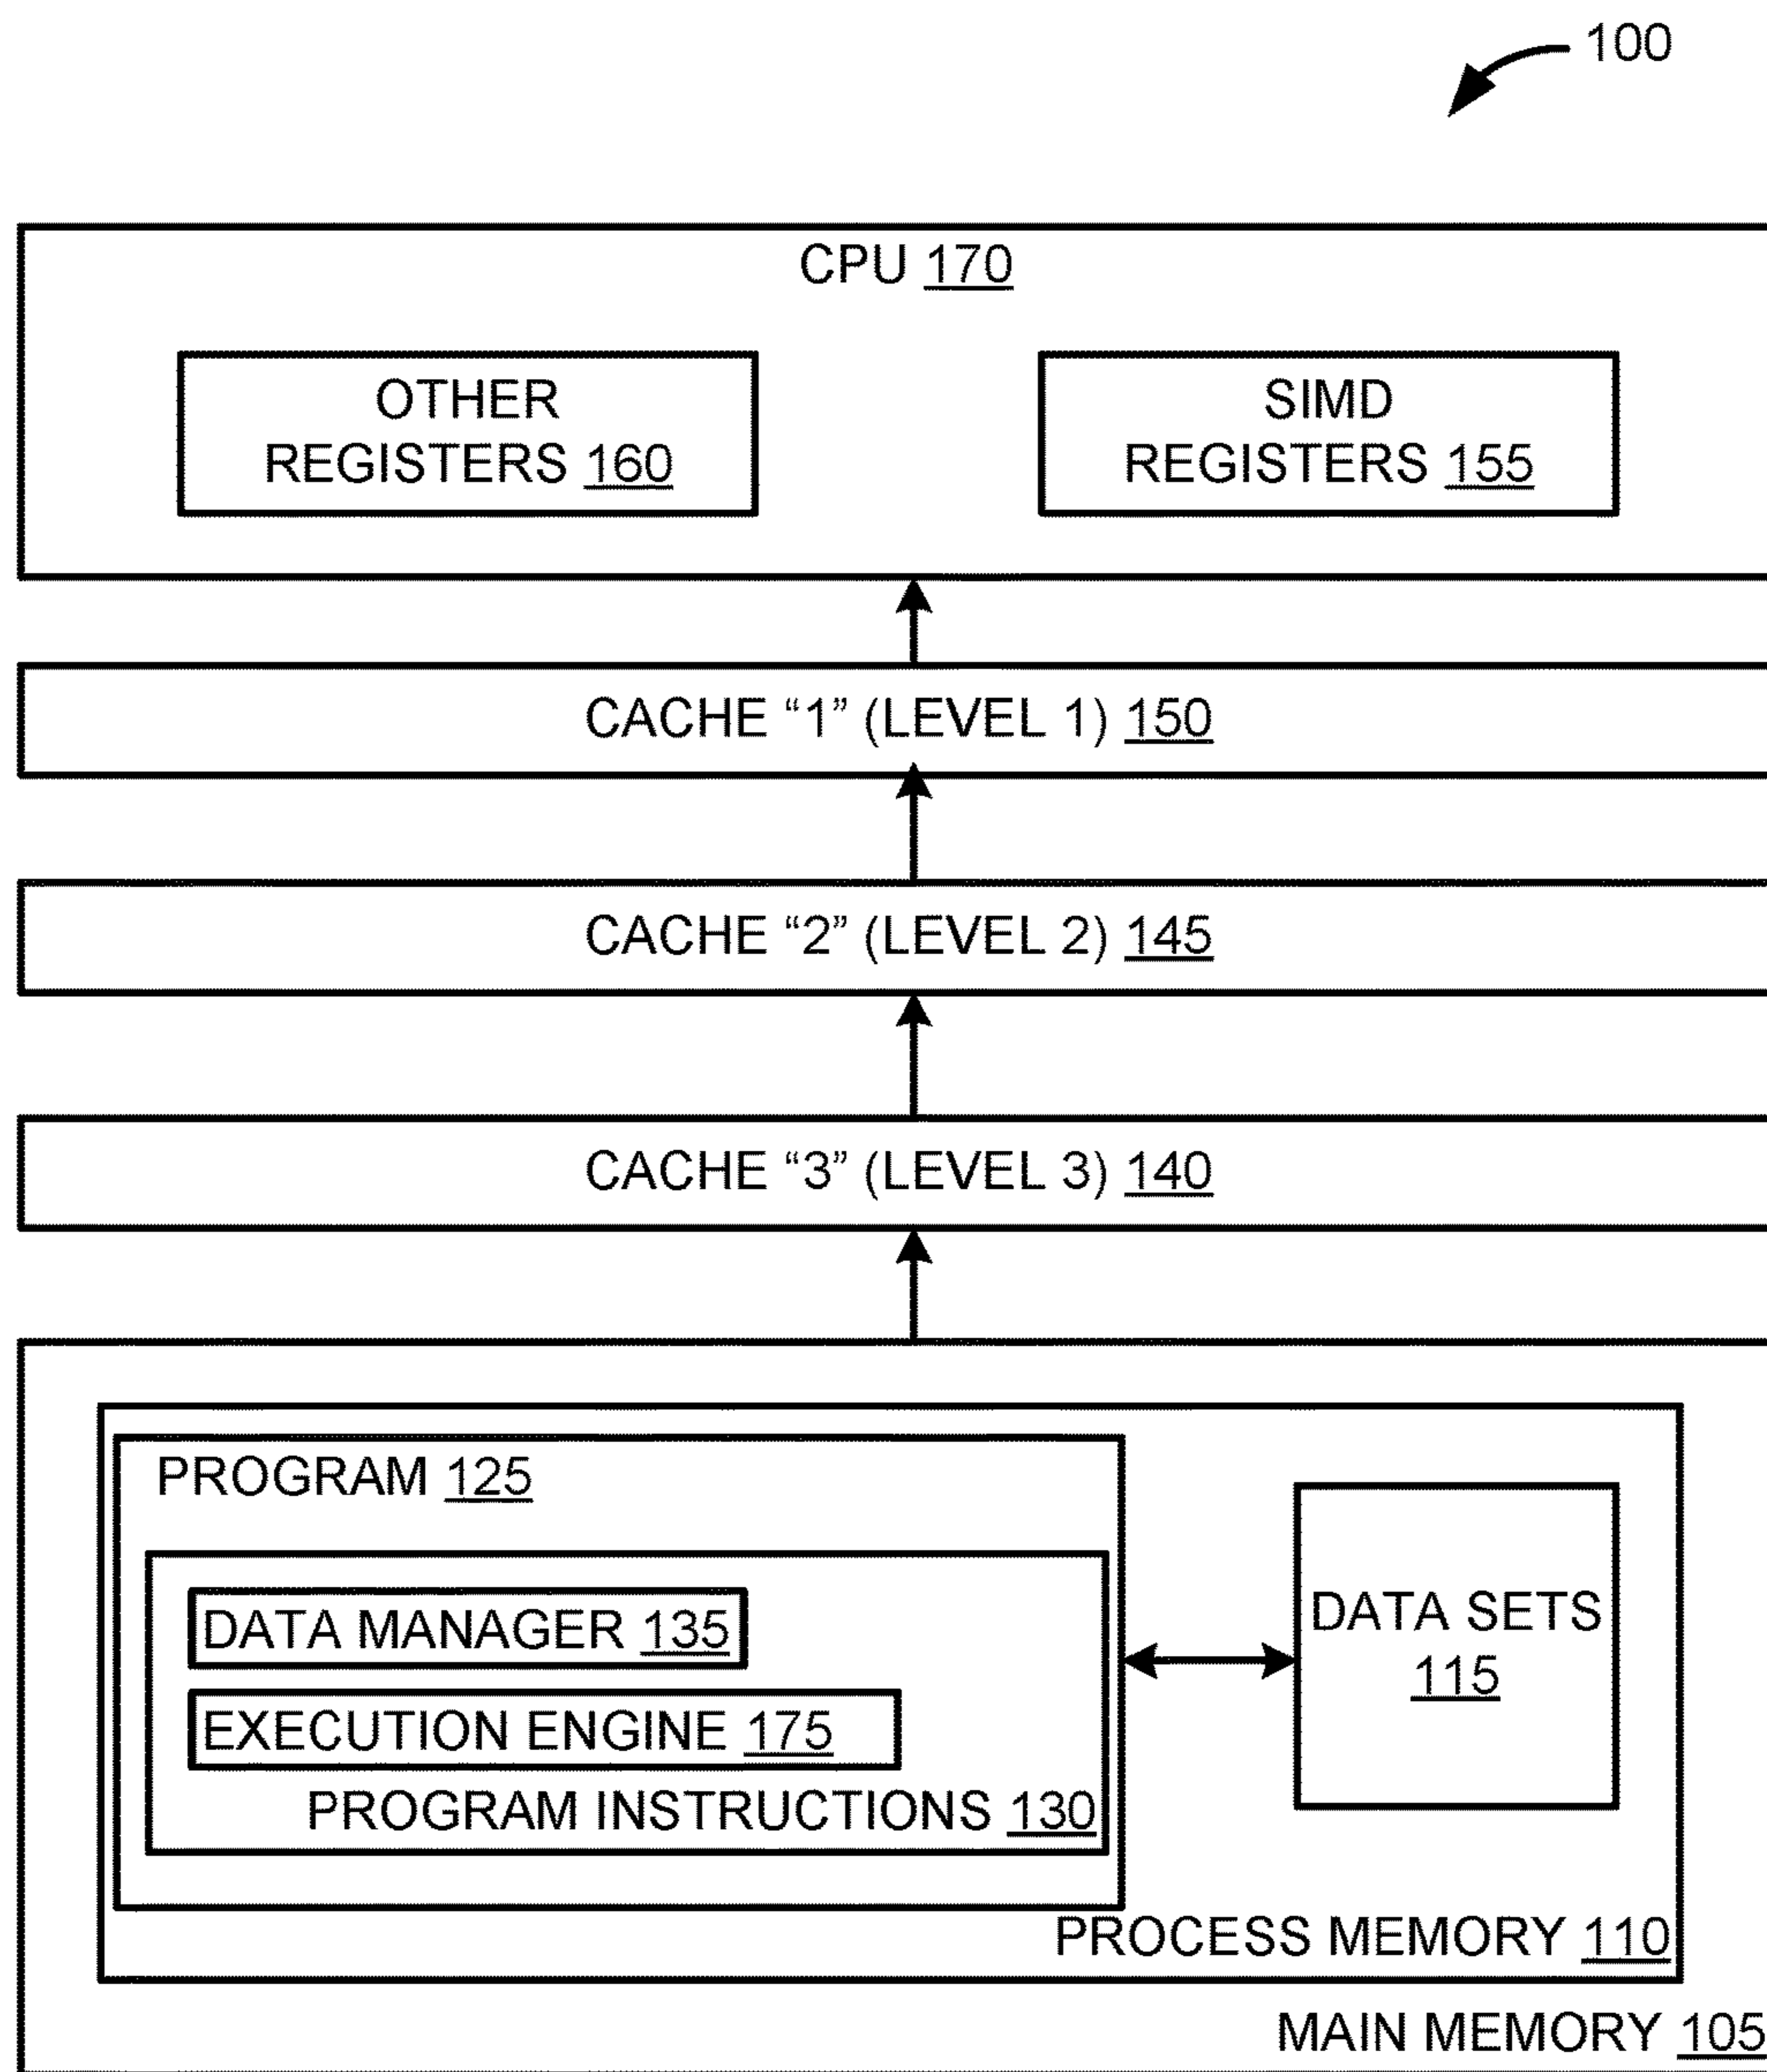 100
CPU 170
OTHER
REGISTERS 160
SIMD
REGISTERS 155
CACHE “1” (LEVEL 1) 150
CACHE “2” (LEVEL 2) 145
CACHE “3” (LEVEL 3) 140
PROGRAM 125
DATA MANAGER 135
EXECUTION ENGINE 175
PROGRAM INSTRUCTIONS 130
DATA SETS
115
PROCESS MEMORY 110
MAIN MEMORY 105